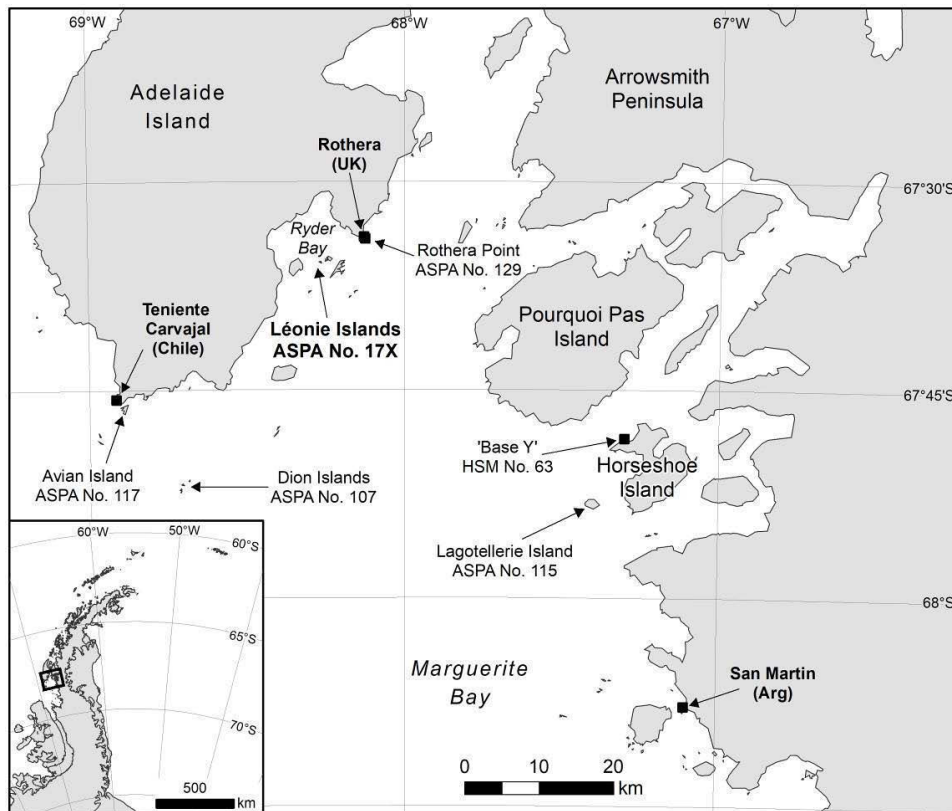 69°W
68°W
67°W
Adelaide
Island
Arrowsmith
Peninsula
Rothera
(UK)
67°30'S
Ryder
Bay
Rothera Point
ASPA No. 129
Teniente
Carvajal
(Chile)
Léonie Islands
ASPA No. 17X
Pourquoi Pas
Island
67°45'S
Avian Island
ASPA No. 117
Dion Islands
ASPA No. 107
'Base Y'
HSM No. 63
Horseshoe
Island
Lagotellerie Island
ASPA No. 115
68°S
Marguerite
Bay
San Martin
(Arg)
0 10 20
km
60°W
50°W
60°S
65°S
70°S
500
km